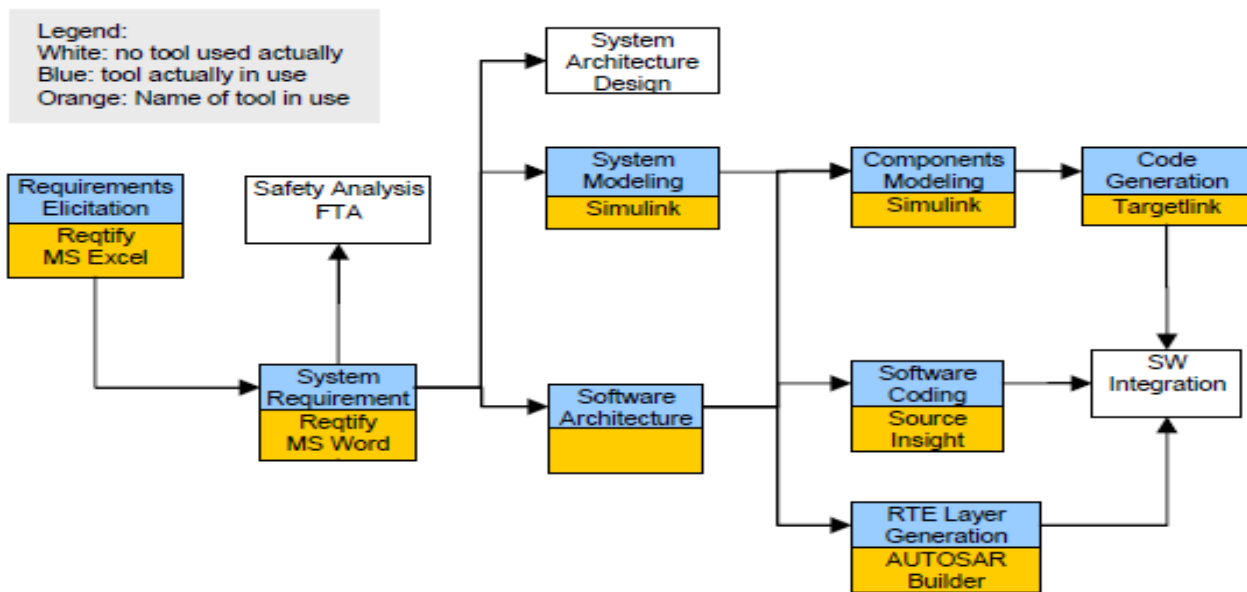 Legend:
White: no tool used actually
Blue: tool actually in use
Orange: Name of tool in use
System
Architecture
Design
Requirements
Elicitation
Reqtify
MS Excel
Safety Analysis
FTA
System
Modeling
Simulink
Components
Modeling
Simulink
Code
Generation
Targetlink
System
Requirement
Reqtify
MS Word
Software
Architecture
Software
Coding
Source
Insight
SW
Integration
RTE Layer
Generation
AUTOSAR
Builder